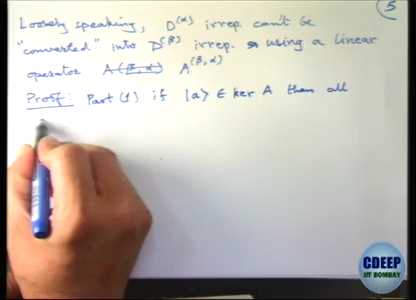 5
Loosely speaking, D^(α) irrep. can't be
"converted" into D^(β) irrep. using a linear
operator A(β,α) A^(β,α)
Proof: Part (1) if |a> ∈ ker A then all
CDEEP
IIT BOMBAY